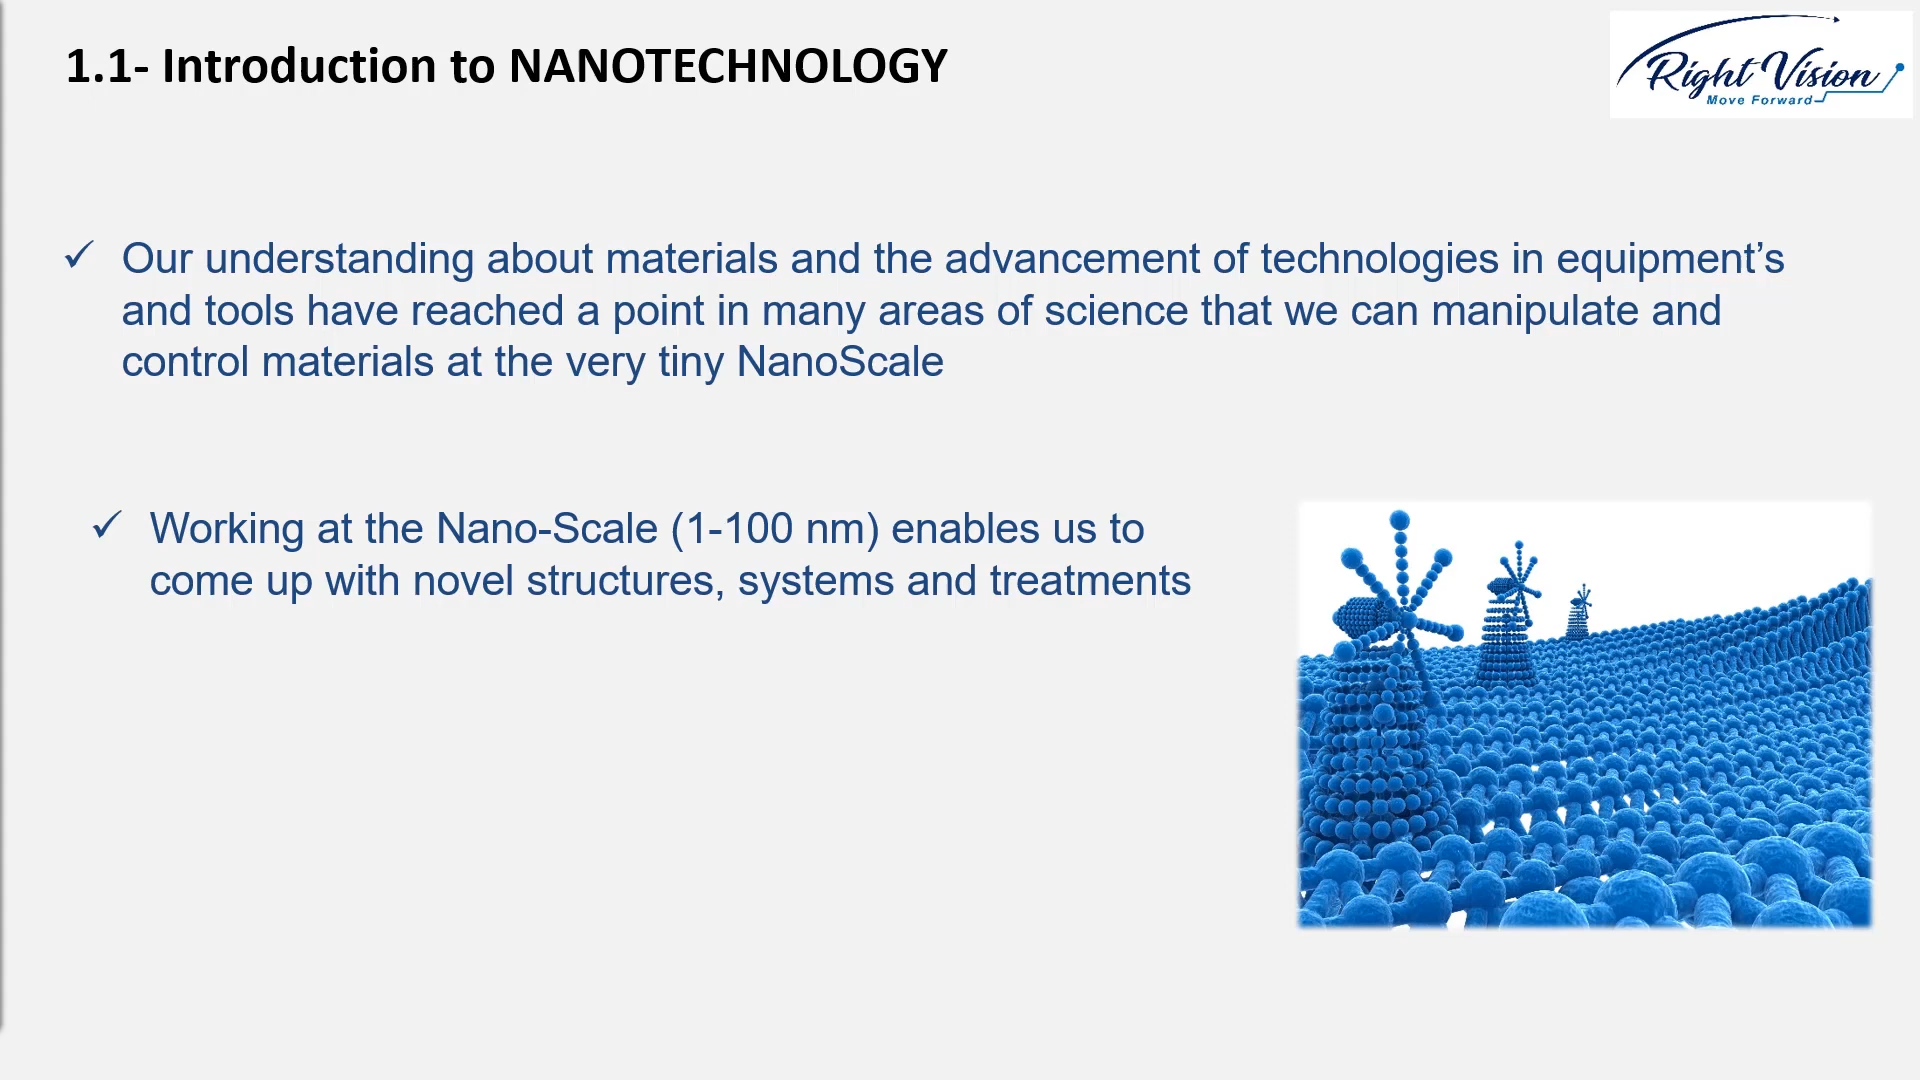 1.1- Introduction to NANOTECHNOLOGY
Right Vision
Move Forward
✓ Our understanding about materials and the advancement of technologies in equipment’s
and tools have reached a point in many areas of science that we can manipulate and
control materials at the very tiny NanoScale
✓ Working at the Nano-Scale (1-100 nm) enables us to
come up with novel structures, systems and treatments